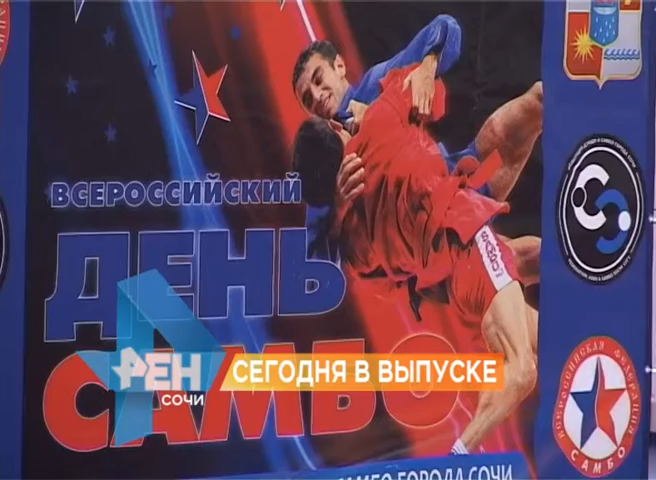 ВСЕРОССИЙСКИЙ
ДЕНЬ
САМБО
РЕН
СОЧИ
СЕГОДНЯ В ВЫПУСКЕ
САМБО ГОРОДА СОЧИ
ВСЕРОССИЙСКАЯ ФЕДЕРАЦИЯ
САМБО